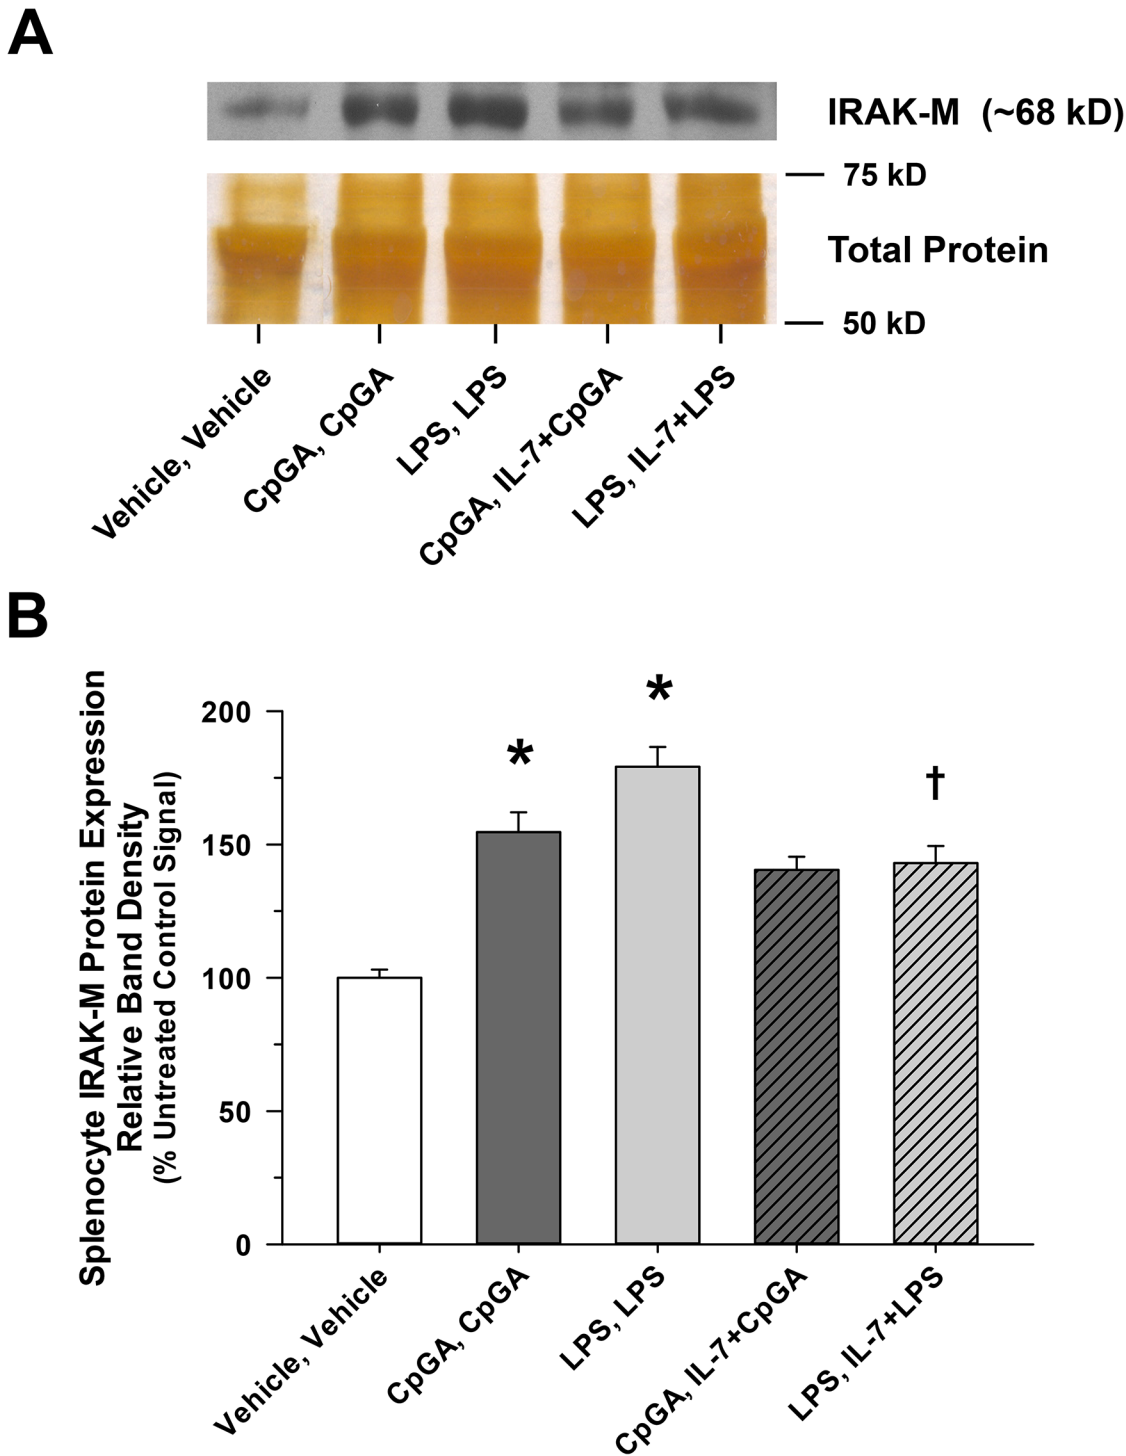 A
IRAK-M (~68 kD)
75 kD
Total Protein
50 kD
Vehicle, Vehicle
CpGA, CpGA
LPS, LPS
CpGA, IL-7+CpGA
LPS, IL-7+LPS
B
Splenocyte IRAK-M Protein Expression
Relative Band Density
(% Untreated Control Signal)
200
150
100
50
0
*
*
†
Vehicle, Vehicle
CpGA, CpGA
LPS, LPS
CpGA, IL-7+CpGA
LPS, IL-7+LPS